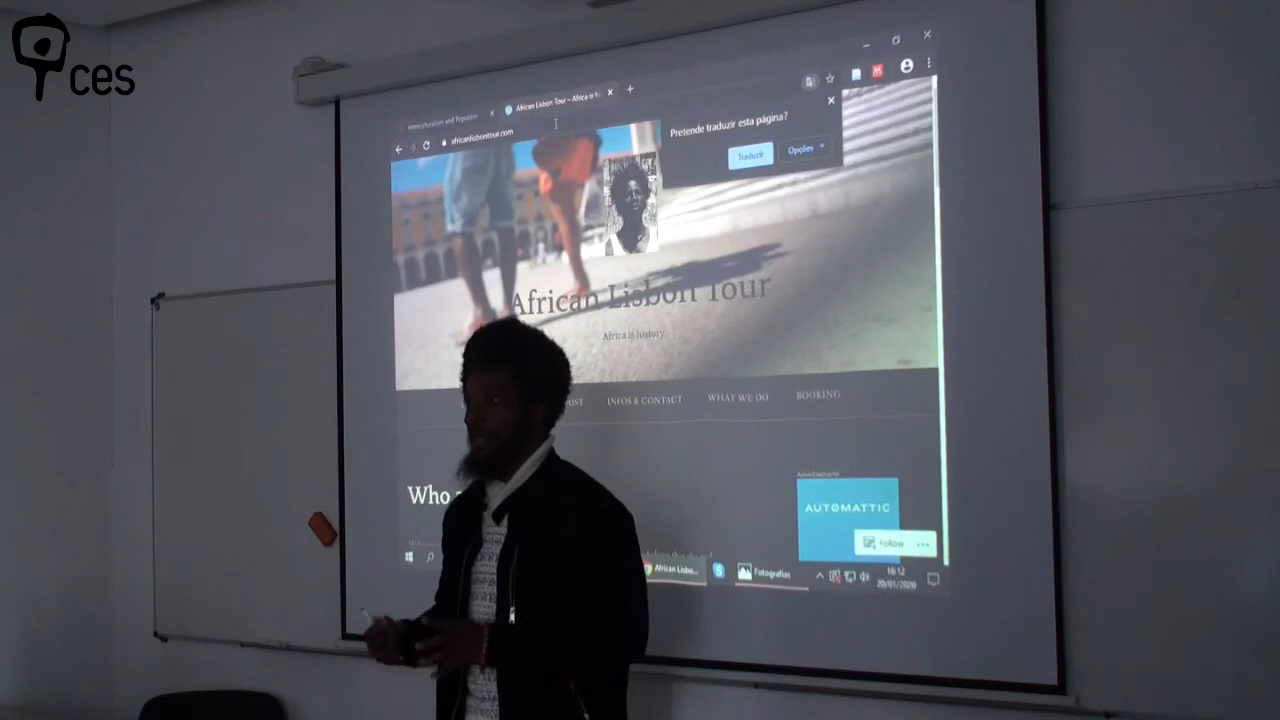 ces
Interculturalism and Populism
African Lisbon Tour – Africa is h
africanlisbontour.com
Pretende traduzir esta página?
Traduzir
Opções
African Lisbon Tour
Africa is history.
POST
INFOS & CONTACT
WHAT WE DO
BOOKING
Who
Advertisements
AUTOMATTIC
Follow
African Lisbo...
Fotografias
16:12
20/01/2020